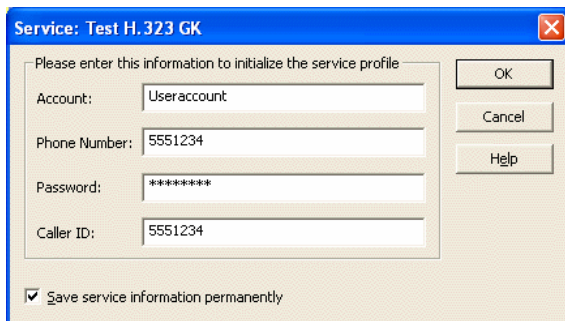 Service: Test H.323 GK
Please enter this information to initialize the service profile
OK
Account: Useraccount
Cancel
Phone Number: 5551234
Help
Password: ********
Caller ID: 5551234
Save service information permanently